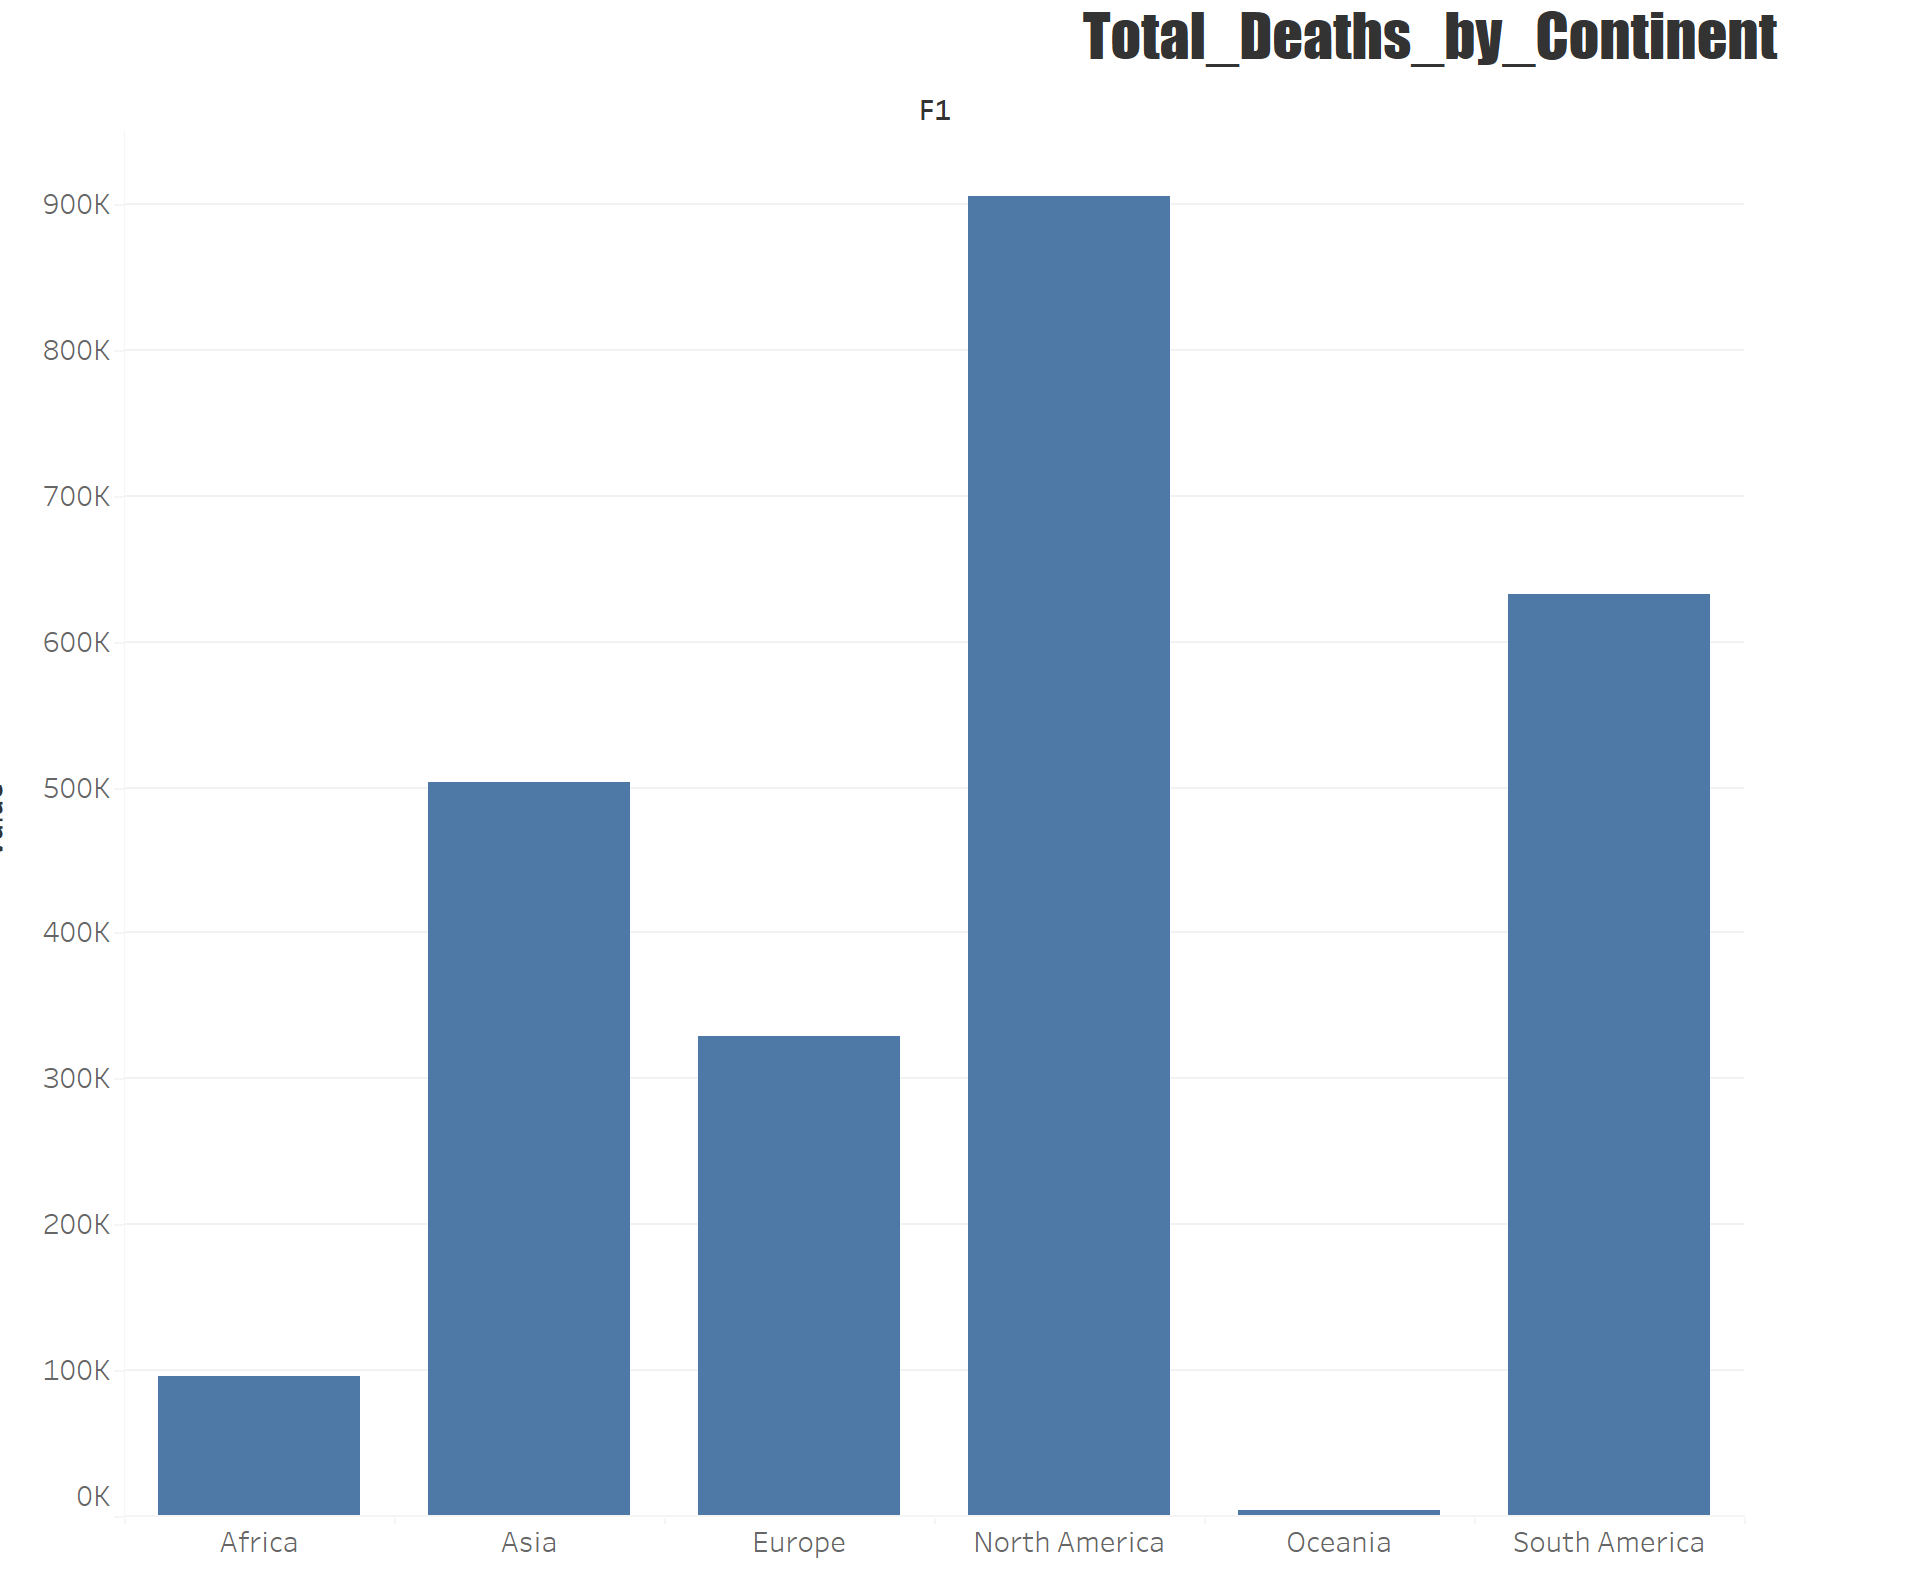 Total_Deaths_by_Continent
F1
900K
800K
700K
600K
500K
400K
300K
200K
100K
0K
Africa Asia Europe North America Oceania South America